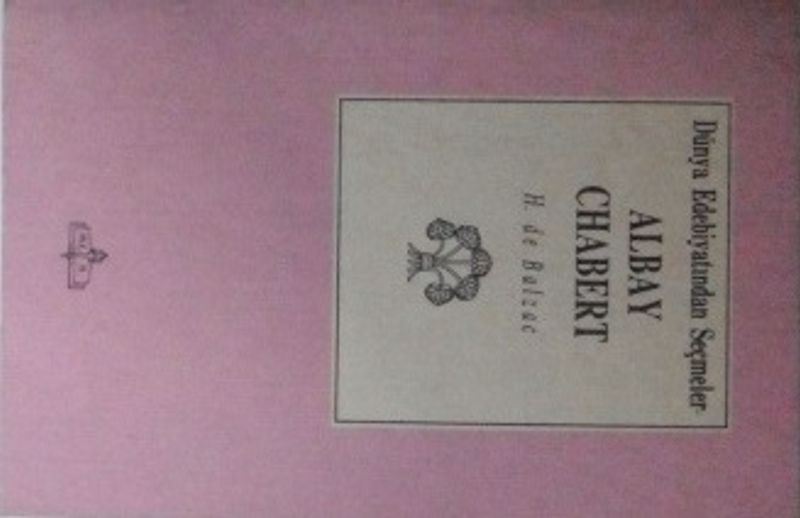 Dünya Edebiyatından Seçmeler
ALBAY
CHABERT
H. de Balzac